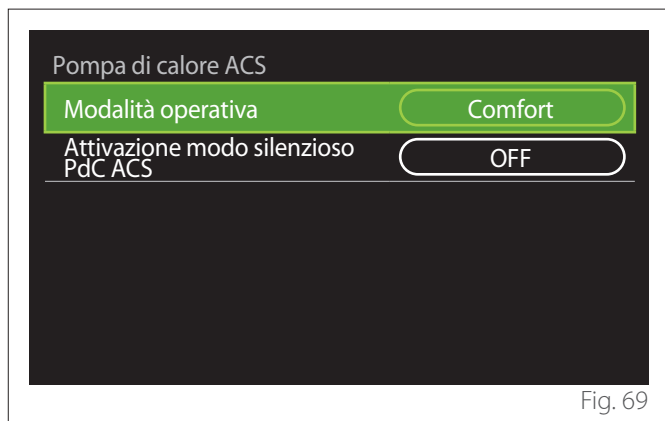 Pompa di calore ACS
Modalità operativa Comfort
Attivazione modo silenzioso
PdC ACS OFF
Fig. 69